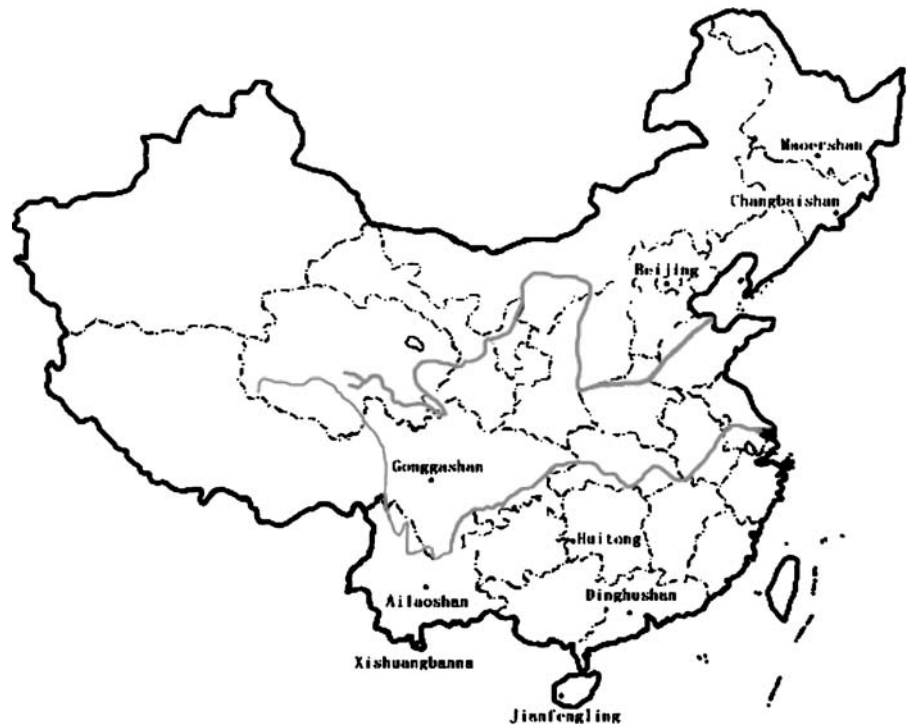 Maoershan
Changbaishan
Beijing
Gonggashan
Huitong
Ailaoshan
Dinghushan
Xishuangbanna
Jianfengling